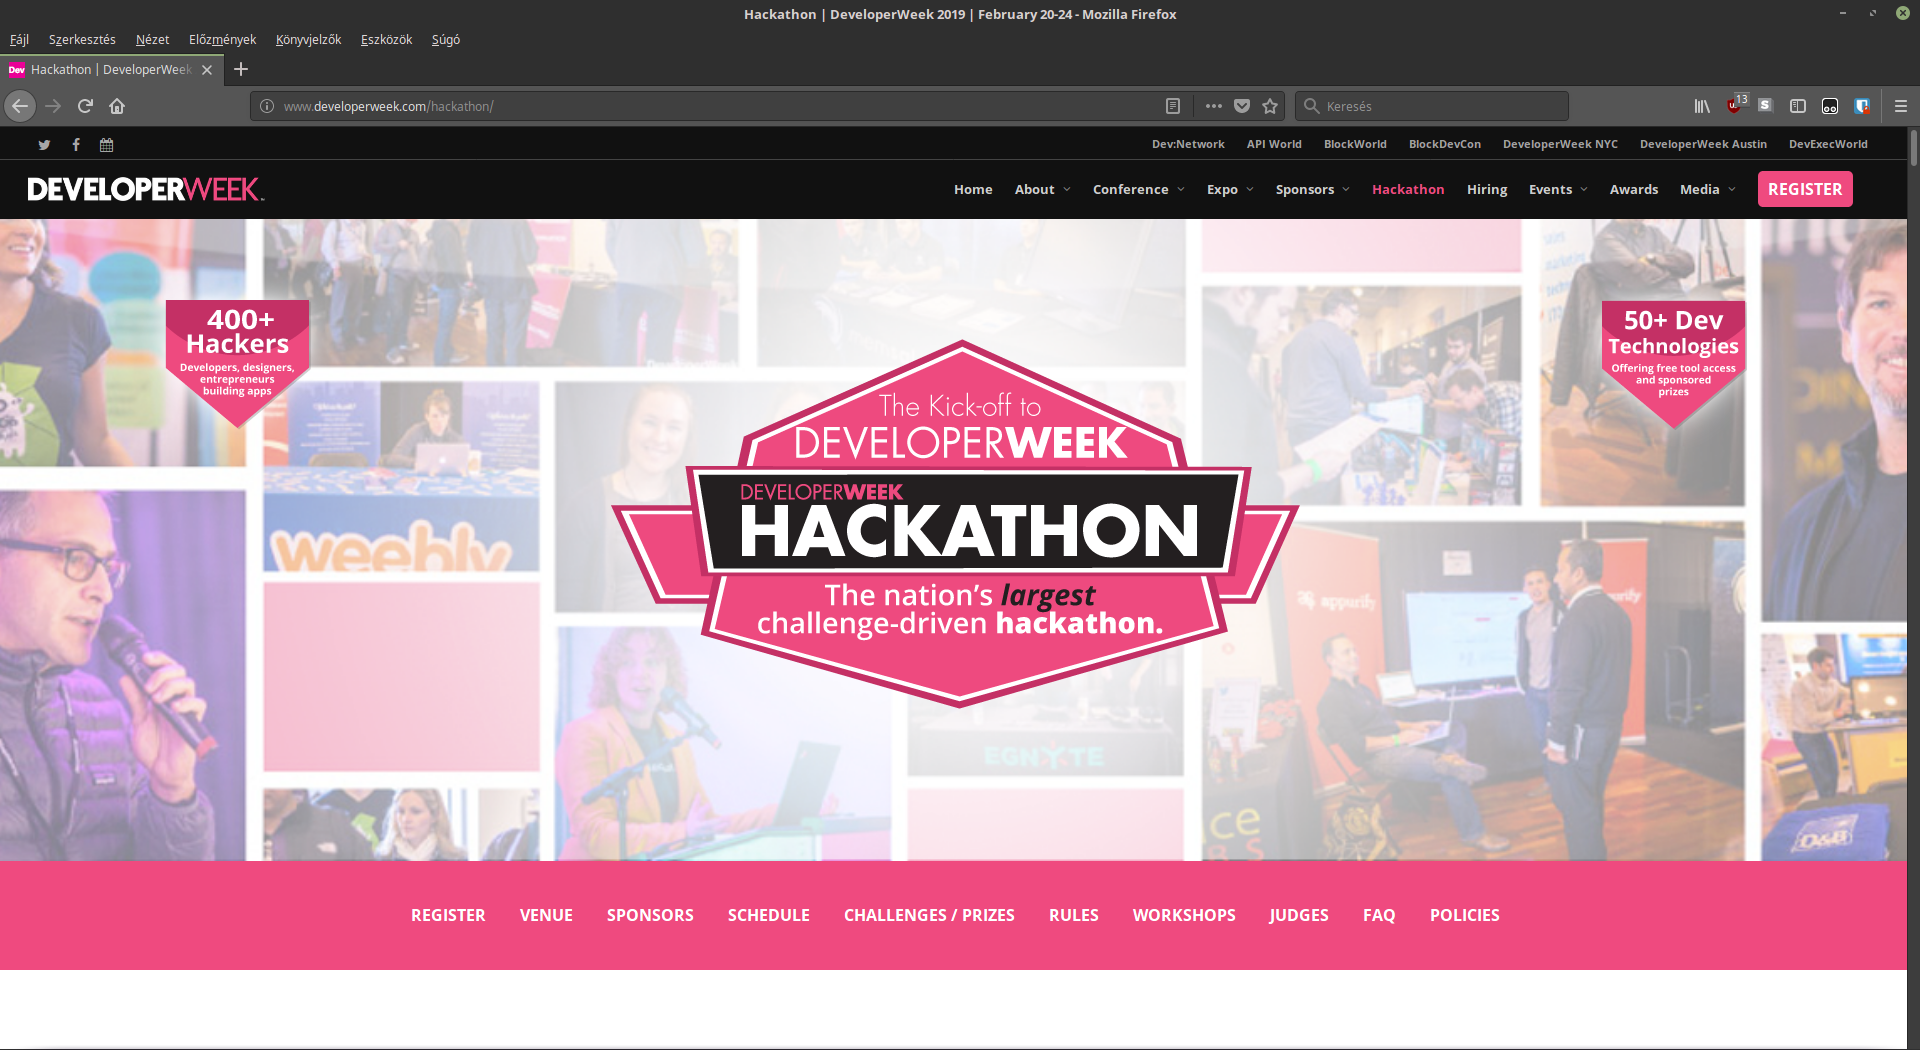 Hackathon | DeveloperWeek 2019 | February 20-24 - Mozilla Firefox
Fájl Szerkesztés Nézet Előzmények Könyvjelzők Eszközök Súgó
Dev Hackathon | DeveloperWeek
www.developerweek.com/hackathon/
Keresés
13
S
Dev:Network API World BlockWorld BlockDevCon DeveloperWeek NYC DeveloperWeek Austin DevExecWorld
DEVELOPERWEEK
Home About Conference Expo Sponsors Hackathon Hiring Events Awards Media REGISTER
400+
Hackers
Developers, designers,
entrepreneurs
building apps
50+ Dev
Technologies
Offering free tool access
and sponsored
prizes
The Kick-off to
DEVELOPERWEEK
DEVELOPERWEEK
HACKATHON
The nation's largest
challenge-driven hackathon.
weebly
appurify
EGNYTE
D&B
REGISTER VENUE SPONSORS SCHEDULE CHALLENGES / PRIZES RULES WORKSHOPS JUDGES FAQ POLICIES